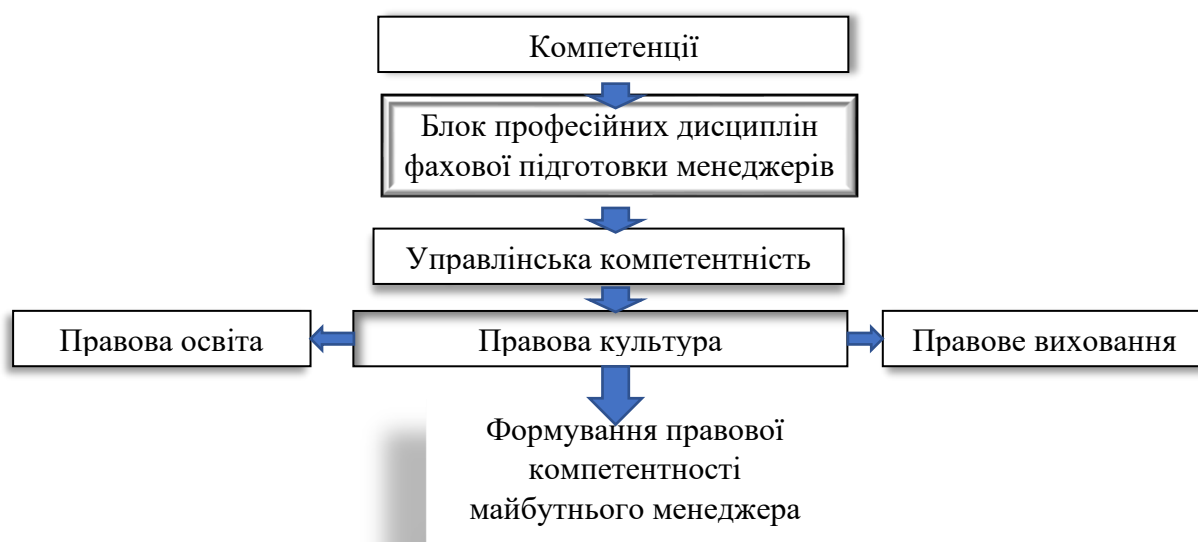 Компетенції
Блок професійних дисциплін
фахової підготовки менеджерів
Управлінська компетентність
Правова освіта
Правова культура
Правове виховання
Формування правової
компетентності
майбутнього менеджера